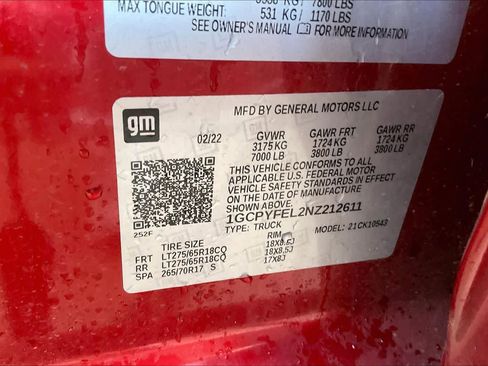 7800 LBS
MAX TONGUE WEIGHT: 531 KG / 1170 LBS
SEE OWNER'S MANUAL FOR MORE INFORMATION
gm
MFD BY GENERAL MOTORS LLC
02/22 GVWR GAWR FRT GAWR RR
3175 KG 1724 KG 1724 KG
7000 LB 3800 LB 3800 LB
THIS VEHICLE CONFORMS TO ALL
APPLICABLE U.S. FEDERAL MOTOR
VEHICLE SAFETY STANDARDS IN
EFFECT ON THE DATE OF MANUFACTURE
SHOWN ABOVE.
1GCPYFEL2NZ212611
TYPE: TRUCK MODEL: 21CK10543
252F
TIRE SIZE RIM
FRT LT275/65R18CQ 18X8.5J
RR LT275/65R18CQ 18X8.5J
SPA 265/70R17 S 17X8J